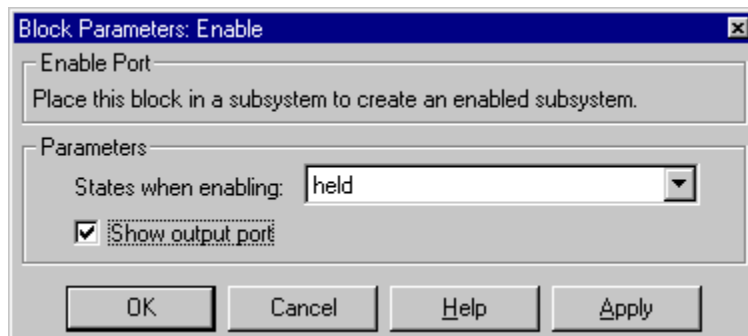 Block Parameters: Enable
Enable Port
Place this block in a subsystem to create an enabled subsystem.
Parameters
States when enabling: held
Show output port
OK Cancel Help Apply